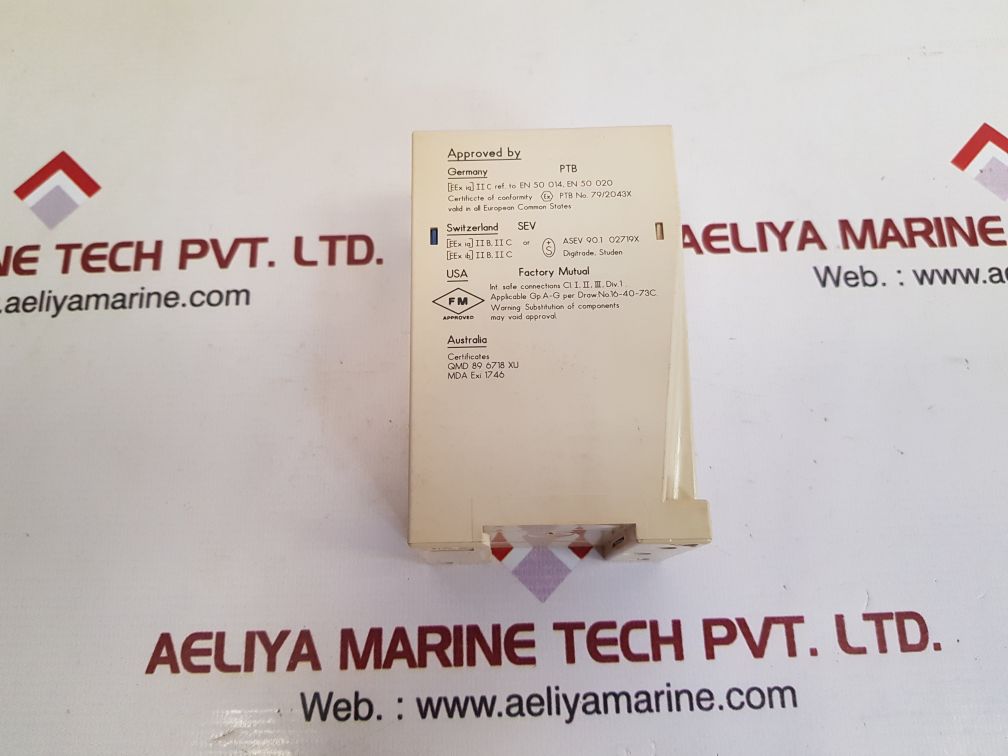 Approved by
Germany PTB
[EEx ia] II C ref. to EN 50 014, EN 50 020
Certificcte of conformity Ex PTB No. 79/2043X
valid in all European Common States
Switzerland SEV
[EEx ia] II B, II C or ASEV 90.1 02719X
[EEx ib] II B, II C +S Digitrade, Studen
USA Factory Mutual
Int. safe connections Cl I, II, III, Div.1.
Applicable Gp.A-G per Draw No.16-40-73C.
Warning Substitution of components
may void approval.
FM
APPROVED
Australia
Certificates
QMD 89 6718 XU
MDA Exi 1746
NE TECH PVT. LTD.
.aeliyamarine.com
AELIYA MARINE
Web. : www.a
AELIYA MARINE TECH PVT. LTD.
Web. : www.aeliyamarine.com